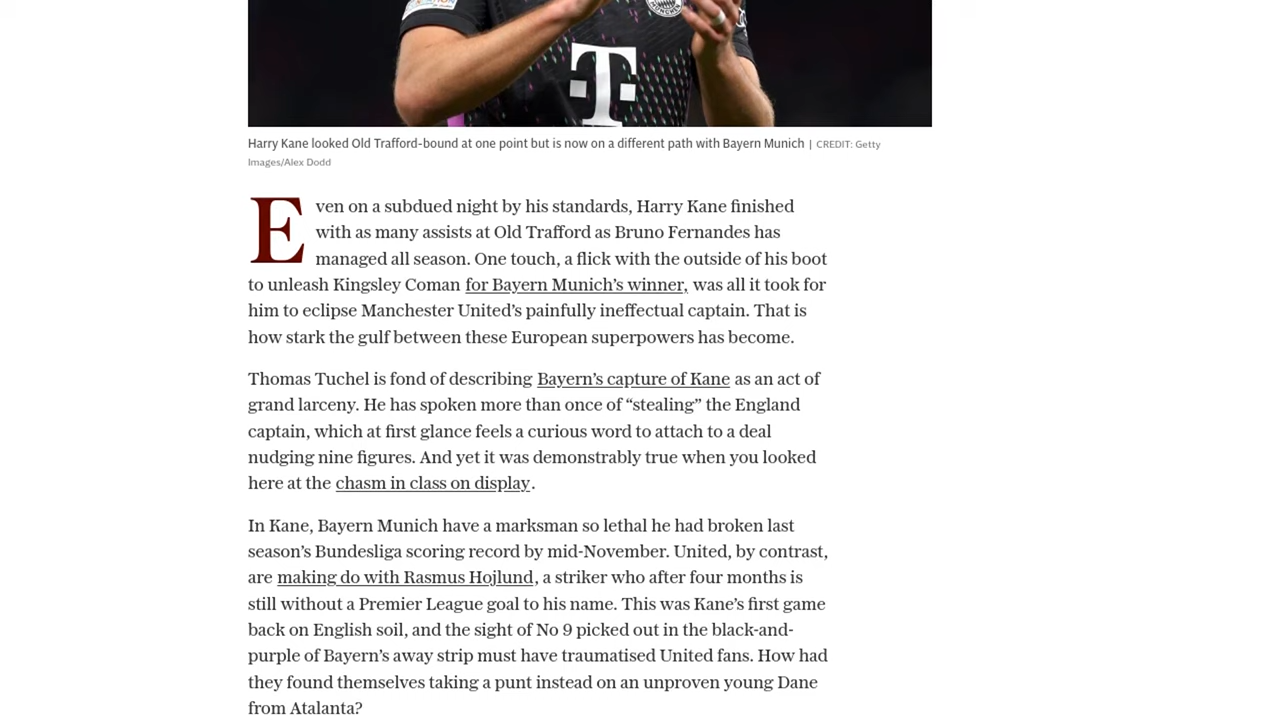 T
Harry Kane looked Old Trafford-bound at one point but is now on a different path with Bayern Munich | CREDIT: Getty
Images/Alex Dodd
Even on a subdued night by his standards, Harry Kane finished
with as many assists at Old Trafford as Bruno Fernandes has
managed all season. One touch, a flick with the outside of his boot
to unleash Kingsley Coman for Bayern Munich’s winner, was all it took for
him to eclipse Manchester United’s painfully ineffectual captain. That is
how stark the gulf between these European superpowers has become.
Thomas Tuchel is fond of describing Bayern’s capture of Kane as an act of
grand larceny. He has spoken more than once of “stealing” the England
captain, which at first glance feels a curious word to attach to a deal
nudging nine figures. And yet it was demonstrably true when you looked
here at the chasm in class on display.
In Kane, Bayern Munich have a marksman so lethal he had broken last
season’s Bundesliga scoring record by mid-November. United, by contrast,
are making do with Rasmus Hojlund, a striker who after four months is
still without a Premier League goal to his name. This was Kane’s first game
back on English soil, and the sight of No 9 picked out in the black-and-
purple of Bayern’s away strip must have traumatised United fans. How had
they found themselves taking a punt instead on an unproven young Dane
from Atalanta?